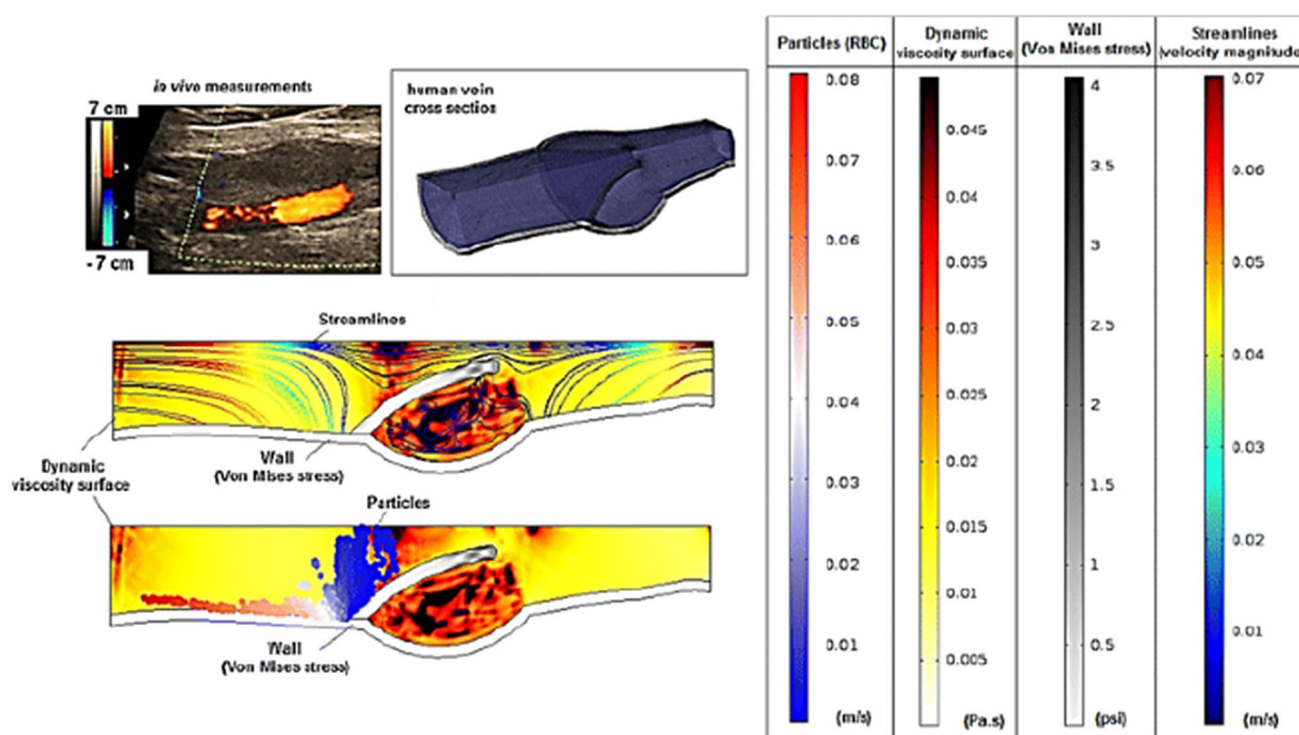 in vivo measurements
7 cm
-7 cm
human vein
cross section
Streamlines
Wall
(Von Mises stress)
Dynamic
viscosity surface
Particles
Wall
(Von Mises stress)
Particles (RBC)
0.08
0.07
0.06
0.05
0.04
0.03
0.02
0.01
(m/s)
Dynamic
viscosity surface
0.045
0.04
0.035
0.03
0.025
0.02
0.015
0.01
0.005
(Pa.s)
Wall
(Von Mises stress)
4
3.5
3
2.5
2
1.5
1
0.5
(psi)
Streamlines
(velocity magnitude
0.07
0.06
0.05
0.04
0.03
0.02
0.01
(m/s)